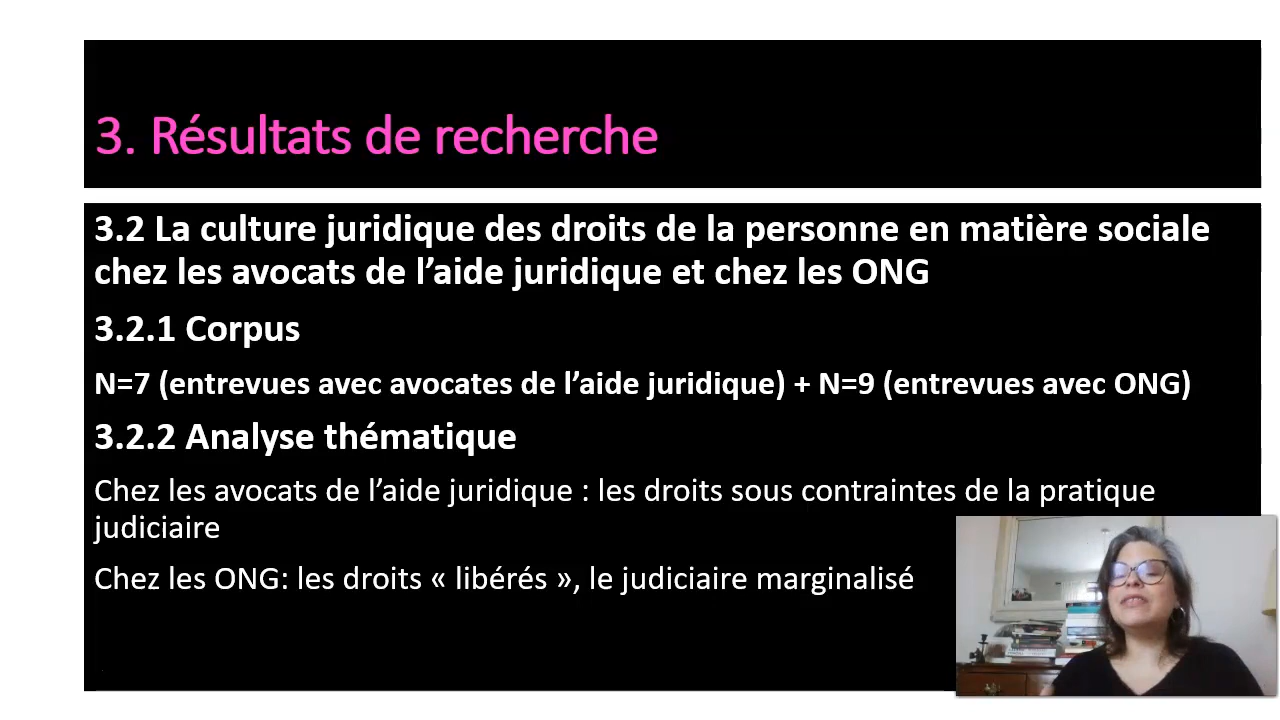 3. Résultats de recherche
3.2 La culture juridique des droits de la personne en matière sociale
chez les avocats de l’aide juridique et chez les ONG
3.2.1 Corpus
N=7 (entrevues avec avocates de l’aide juridique) + N=9 (entrevues avec ONG)
3.2.2 Analyse thématique
Chez les avocats de l’aide juridique : les droits sous contraintes de la pratique
judiciaire
Chez les ONG: les droits « libérés », le judiciaire marginalisé